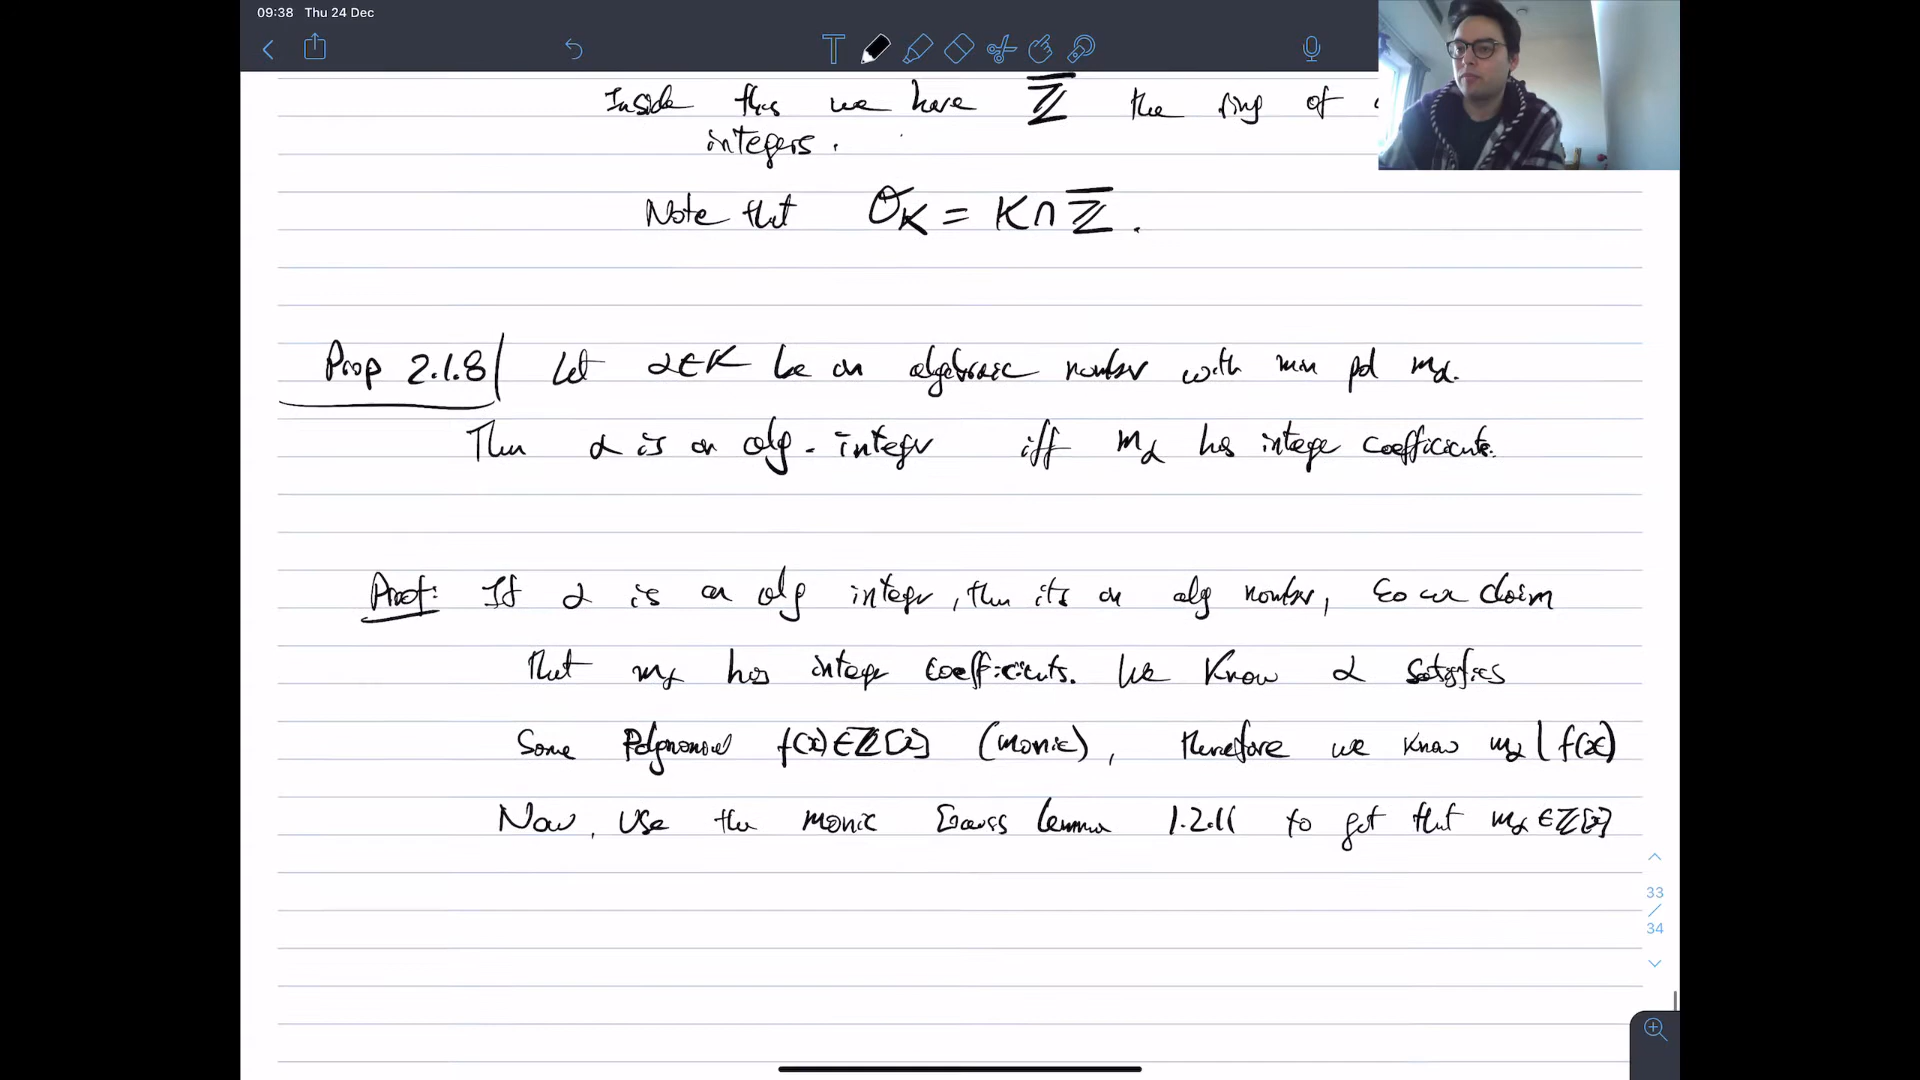 09:38 Thu 24 Dec
T
Inside this we have ℤ̅ the ring of
integers.
Note that 𝒪_K = K ∩ ℤ̅.
Prop 2.1.8 Let α ∈ K be an algebraic number with min pol m_α.
Then α is an alg. integer iff m_α has integer coefficients.
Proof: If α is an alg integer, then its an alg number, so we claim
that m_α has integer coefficients. We know α satisfies
Some Polynomial f(x) ∈ ℤ[x] (monic), therefore we know m_α | f(x)
Now, use the monic Gauss lemma 1.2.11 to get that m_α ∈ ℤ[x]
33
/
34